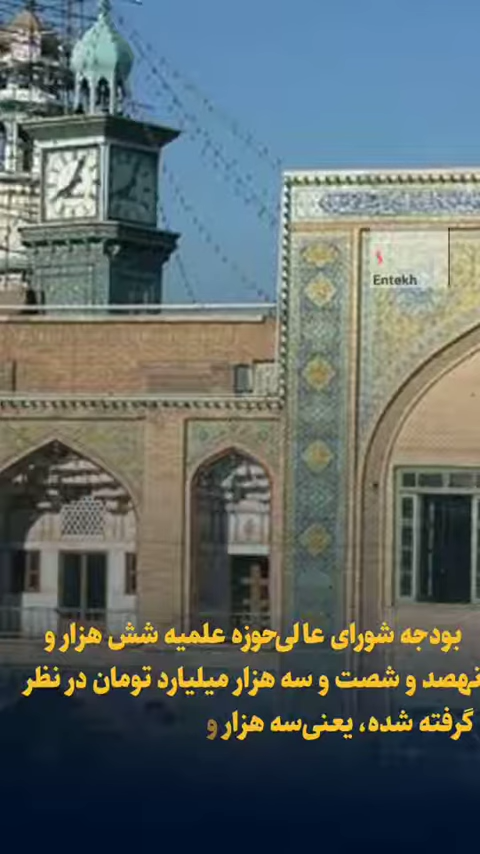 Entekh
بودجه شورای عالی حوزه علمیه شش هزار و
نهصد و شصت و سه هزار میلیارد تومان در نظر
گرفته شده، یعنی سه هزار و